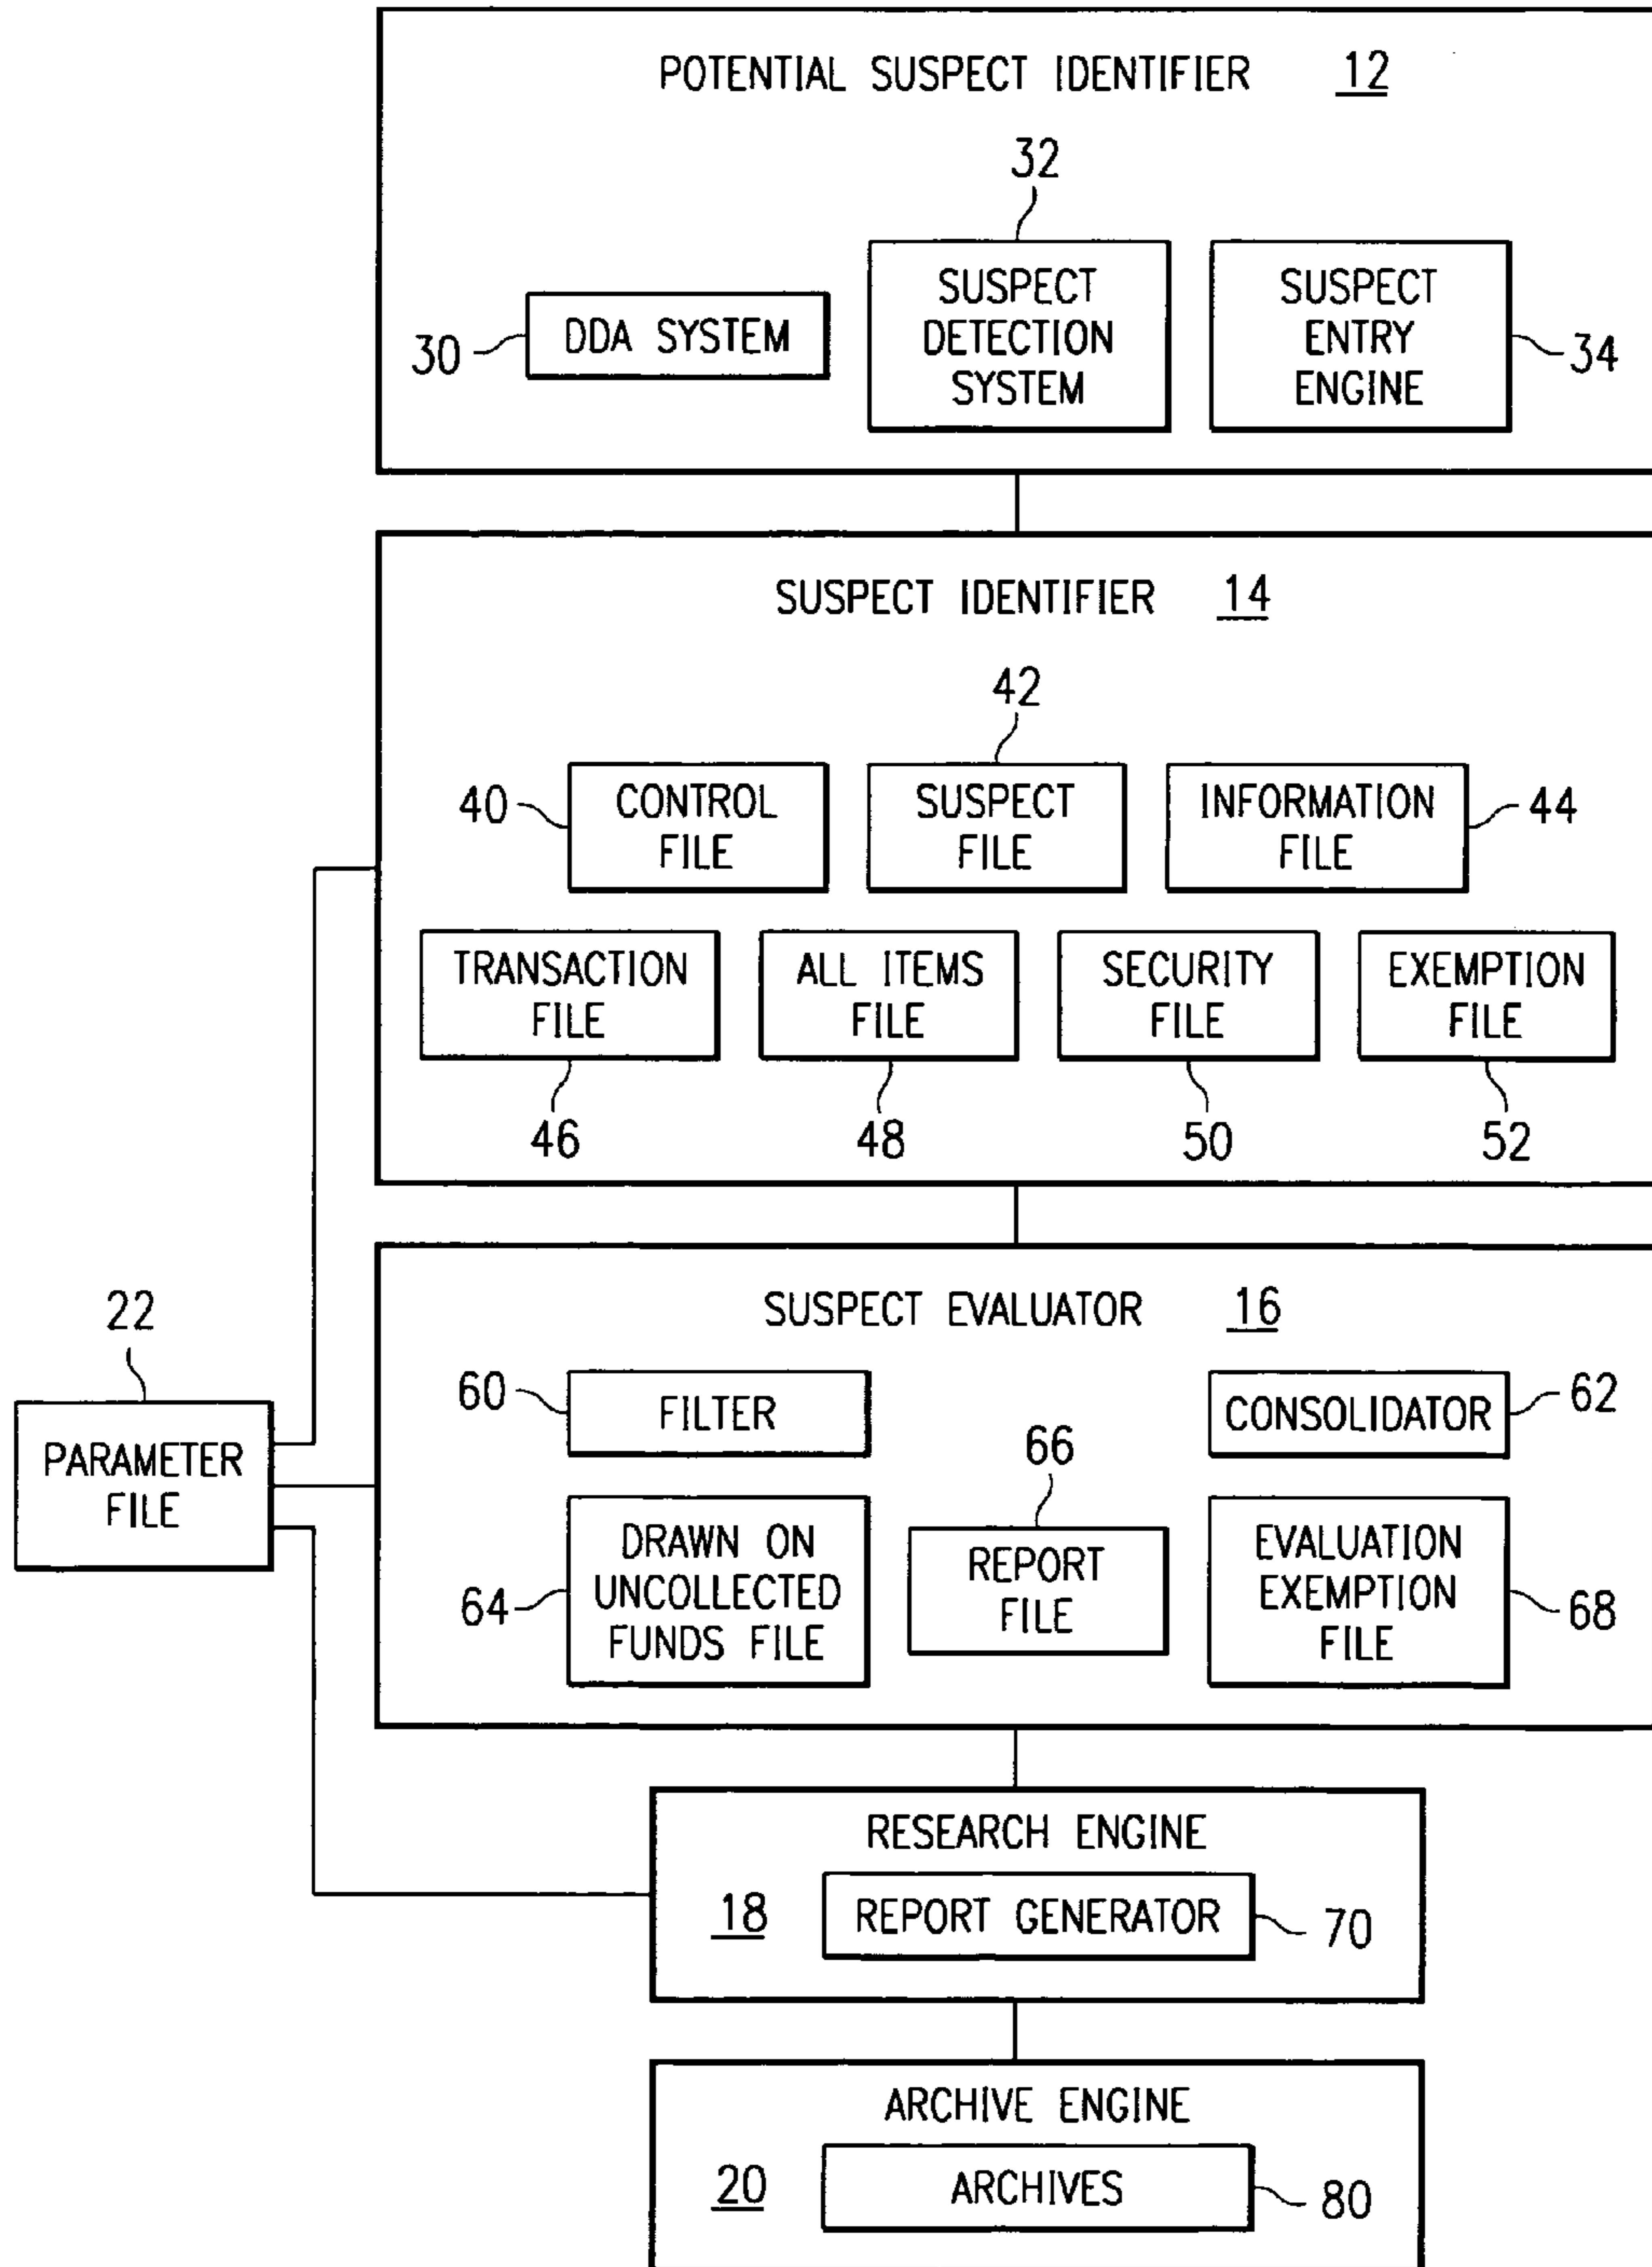 POTENTIAL SUSPECT IDENTIFIER 12
32
30
DDA SYSTEM
SUSPECT
DETECTION
SYSTEM
SUSPECT
ENTRY
ENGINE
34
SUSPECT IDENTIFIER 14
42
40
CONTROL
FILE
SUSPECT
FILE
INFORMATION
FILE
44
TRANSACTION
FILE
ALL ITEMS
FILE
SECURITY
FILE
EXEMPTION
FILE
46
48
50
52
SUSPECT EVALUATOR 16
22
PARAMETER
FILE
60
FILTER
CONSOLIDATOR
62
66
64
DRAWN ON
UNCOLLECTED
FUNDS FILE
REPORT
FILE
EVALUATION
EXEMPTION
FILE
68
RESEARCH ENGINE
18
REPORT GENERATOR
70
ARCHIVE ENGINE
20
ARCHIVES
80